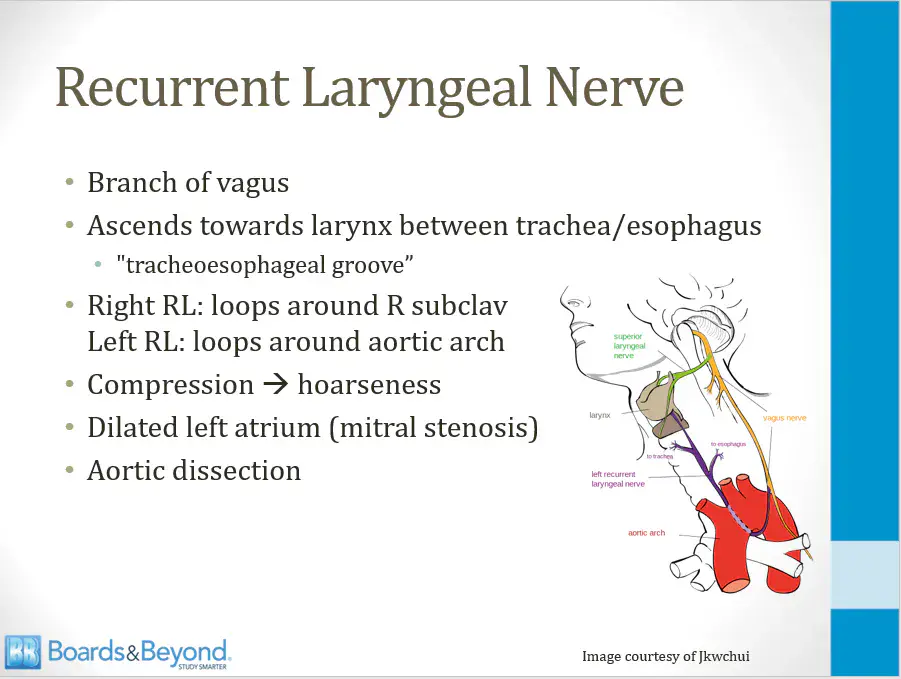 Recurrent Laryngeal Nerve
• Branch of vagus
• Ascends towards larynx between trachea/esophagus
• "tracheoesophageal groove”
• Right RL: loops around R subclav
Left RL: loops around aortic arch
• Compression → hoarseness
• Dilated left atrium (mitral stenosis)
• Aortic dissection
superior
laryngeal
nerve
larynx
vagus nerve
to esophagus
to trachea
left recurrent
laryngeal nerve
aortic arch
BB Boards&Beyond.
STUDY SMARTER
Image courtesy of Jkwchui